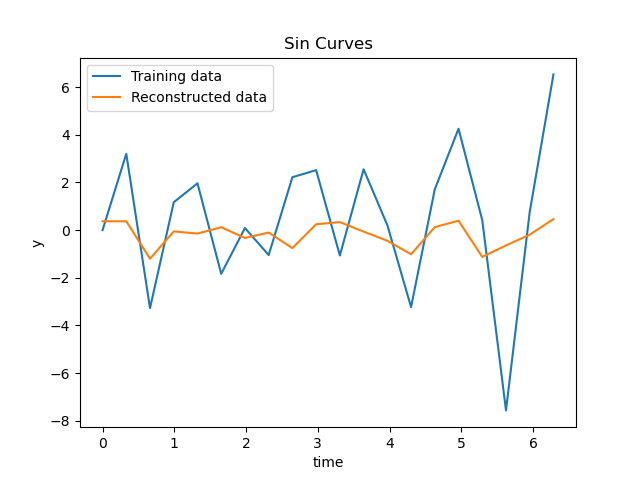 Sin Curves
Training data
Reconstructed data
6
4
2
0
−2
−4
−6
−8
y
0 1 2 3 4 5 6
time